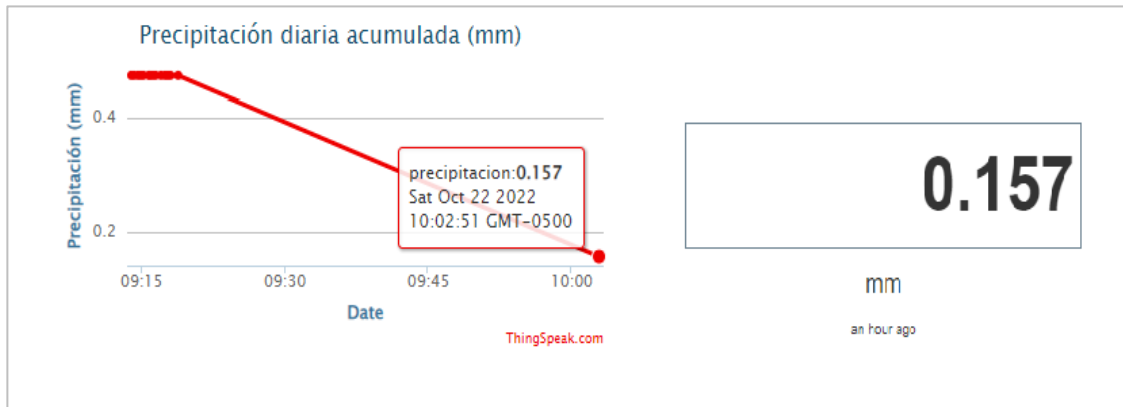 Precipitación diaria acumulada (mm)
Precipitación (mm)
0.4
0.2
precipitacion:0.157
Sat Oct 22 2022
10:02:51 GMT-0500
09:15
09:30
09:45
10:00
Date
ThingSpeak.com
0.157
mm
an hour ago